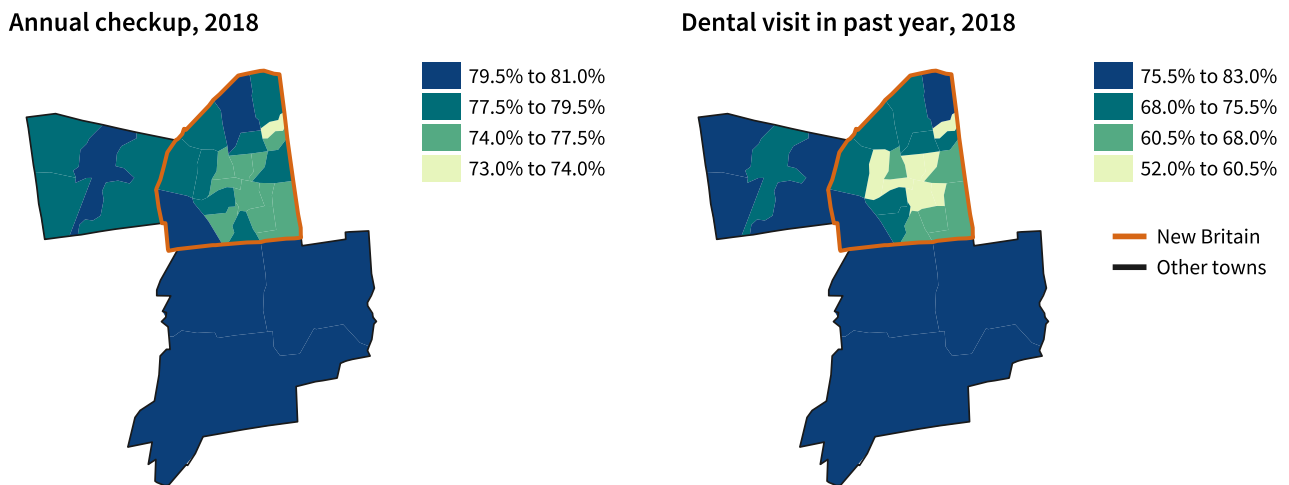 Annual checkup, 2018
79.5% to 81.0%
77.5% to 79.5%
74.0% to 77.5%
73.0% to 74.0%
Dental visit in past year, 2018
75.5% to 83.0%
68.0% to 75.5%
60.5% to 68.0%
52.0% to 60.5%
New Britain
Other towns